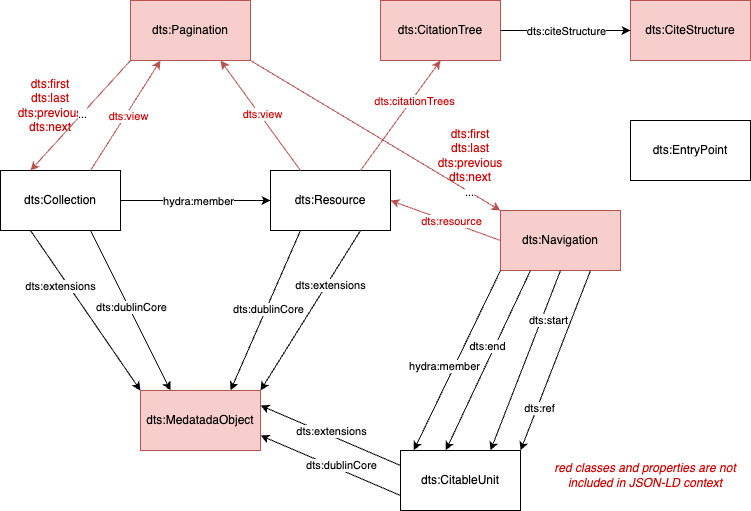 dts:Pagination
dts:CitationTree
dts:citeStructure
dts:CiteStructure
dts:first
dts:last
dts:previous
...
dts:next
dts:view
dts:view
dts:citationTrees
dts:first
dts:last
dts:previous
dts:next
...
dts:EntryPoint
dts:Collection
hydra:member
dts:Resource
dts:resource
dts:Navigation
dts:extensions
dts:dublinCore
dts:dublinCore
dts:extensions
dts:start
dts:end
hydra:member
dts:ref
dts:MedatadaObject
dts:extensions
dts:dublinCore
dts:CitableUnit
red classes and properties are not
included in JSON-LD context